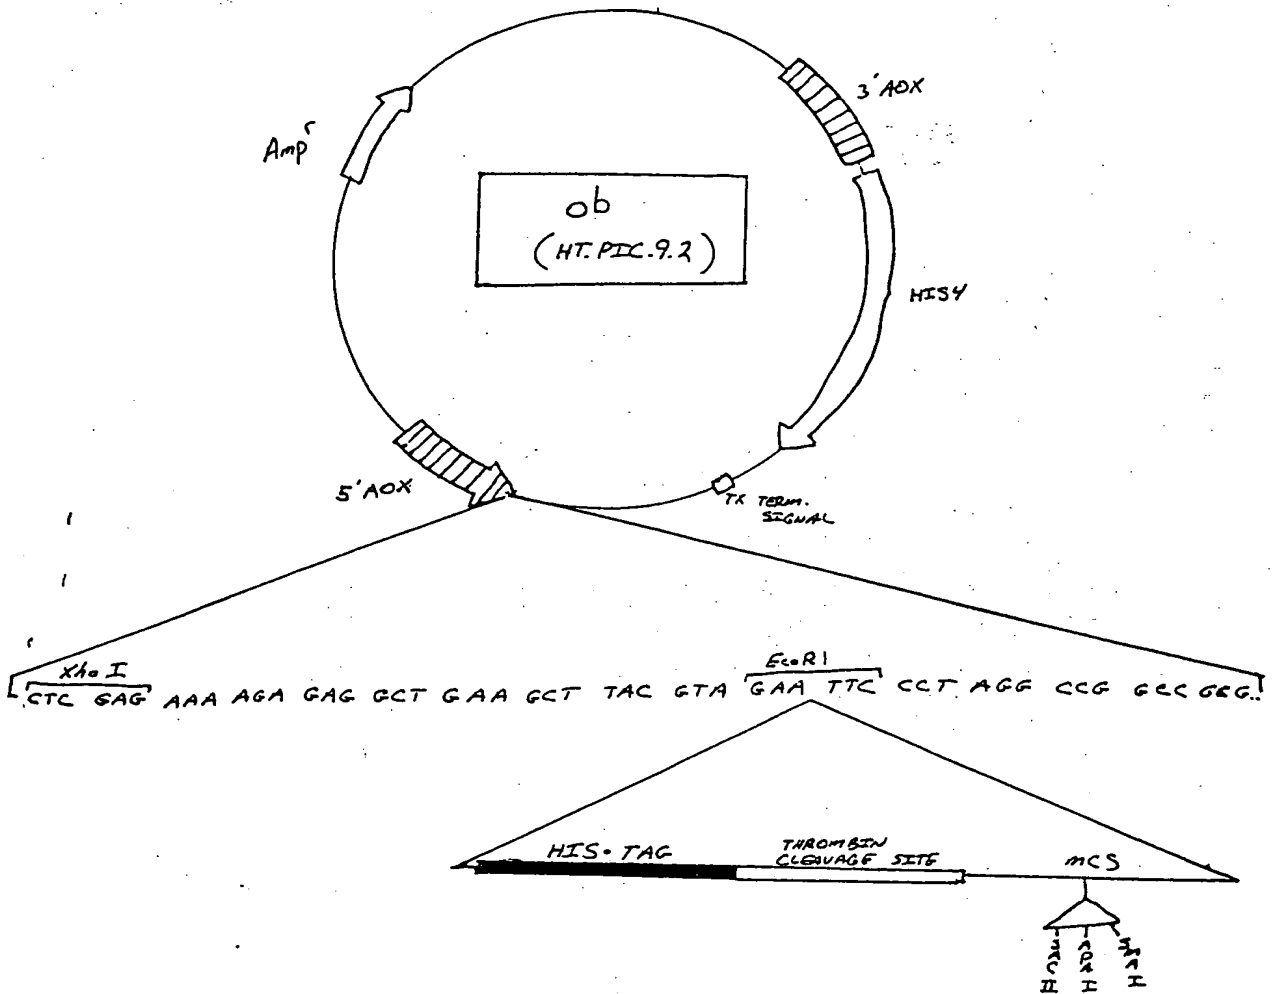 3' AOX
Amp r
ob
(HT. PIC. 9.2)
HIS4
5' AOX
TK TERM.
SIGNAL
Xho I
EcoR1
CTC GAG AAA AGA GAG GCT GAA GCT TAC GTA GAA TTC CCT AGG CCG GCC GCG..
HIS • TAG
THROMBIN
CLEAVAGE SITE
MCS
SAC II
APA I